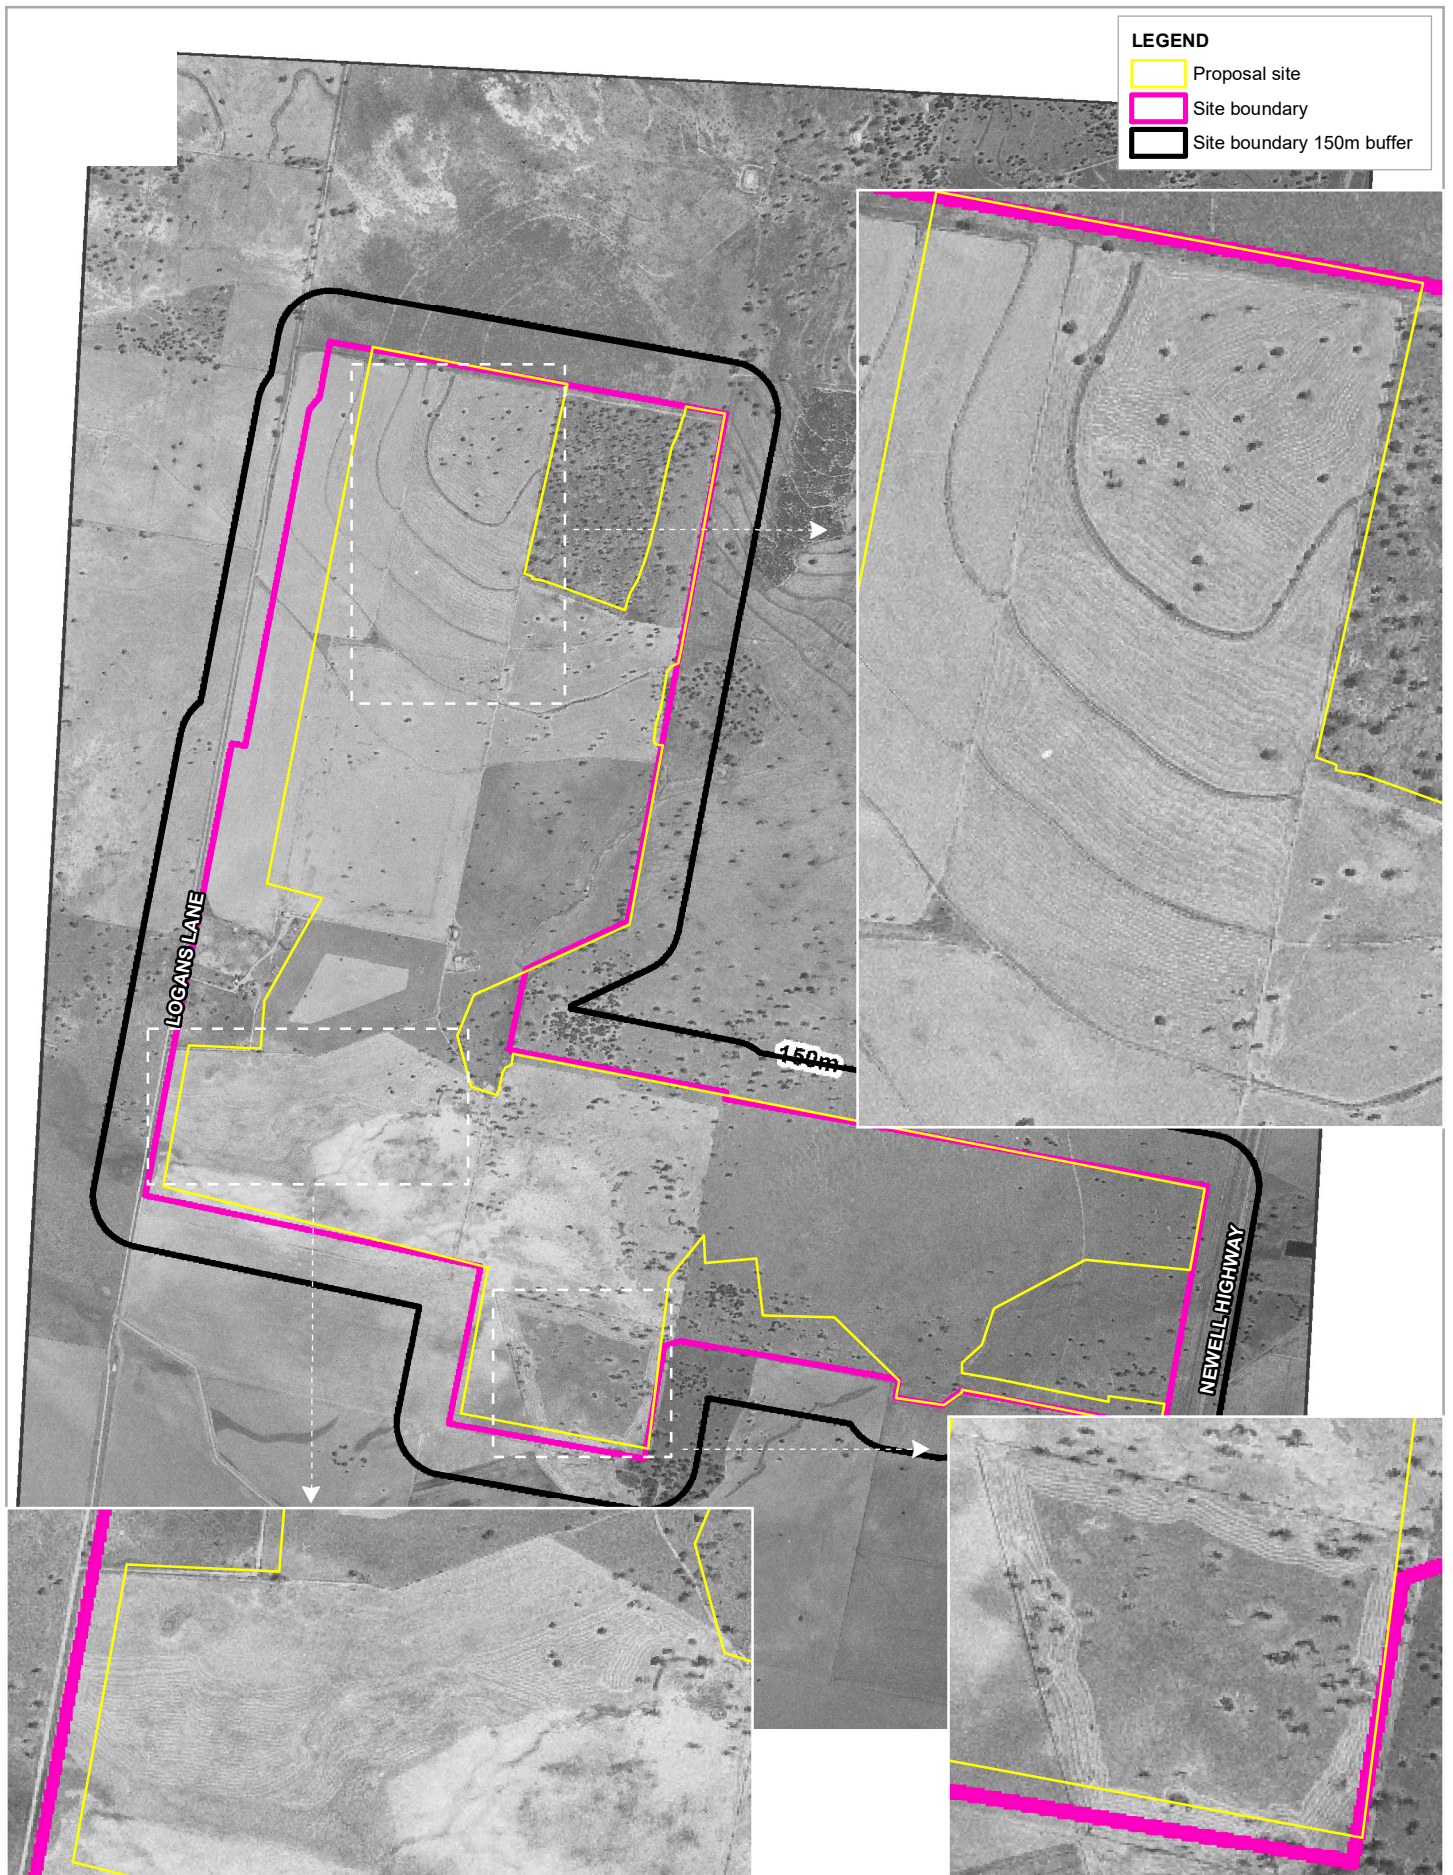 LEGEND
Proposal site
Site boundary
Site boundary 150m buffer
LOGANS LANE
150m
NEWELL HIGHWAY